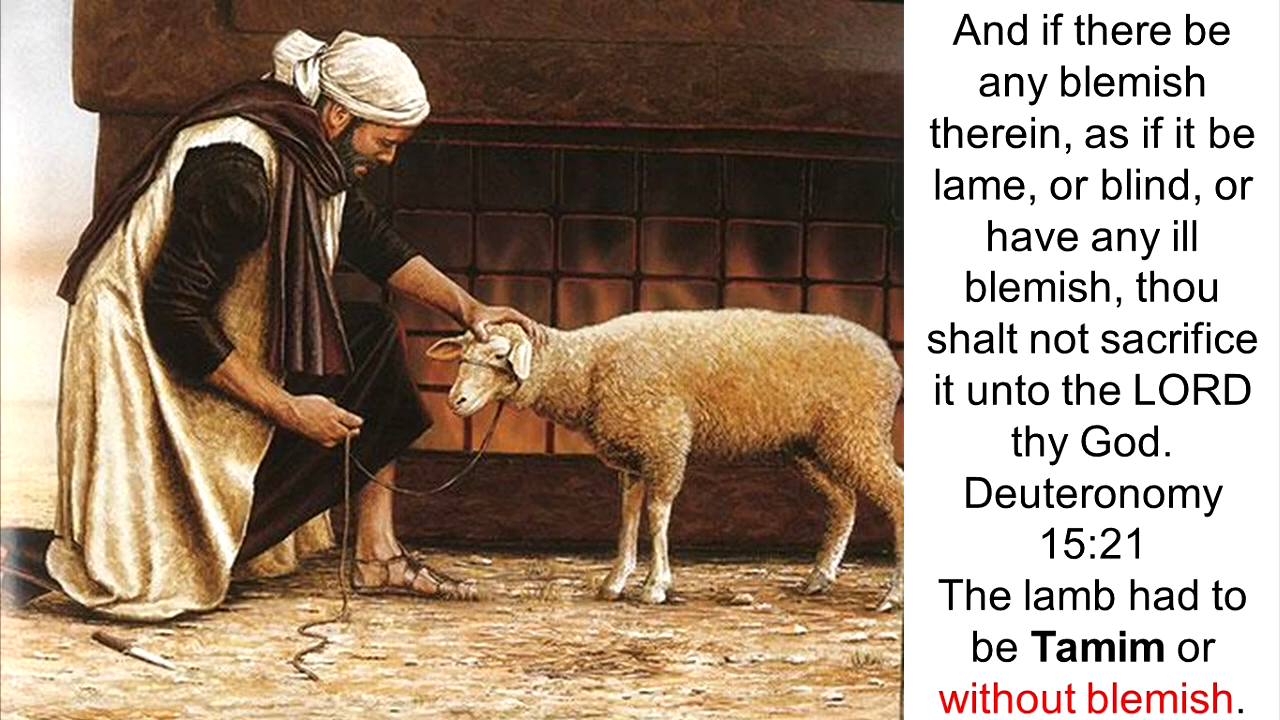 And if there be
any blemish
therein, as if it be
lame, or blind, or
have any ill
blemish, thou
shalt not sacrifice
it unto the LORD
thy God.
Deuteronomy
15:21
The lamb had to
be Tamim or
without blemish.